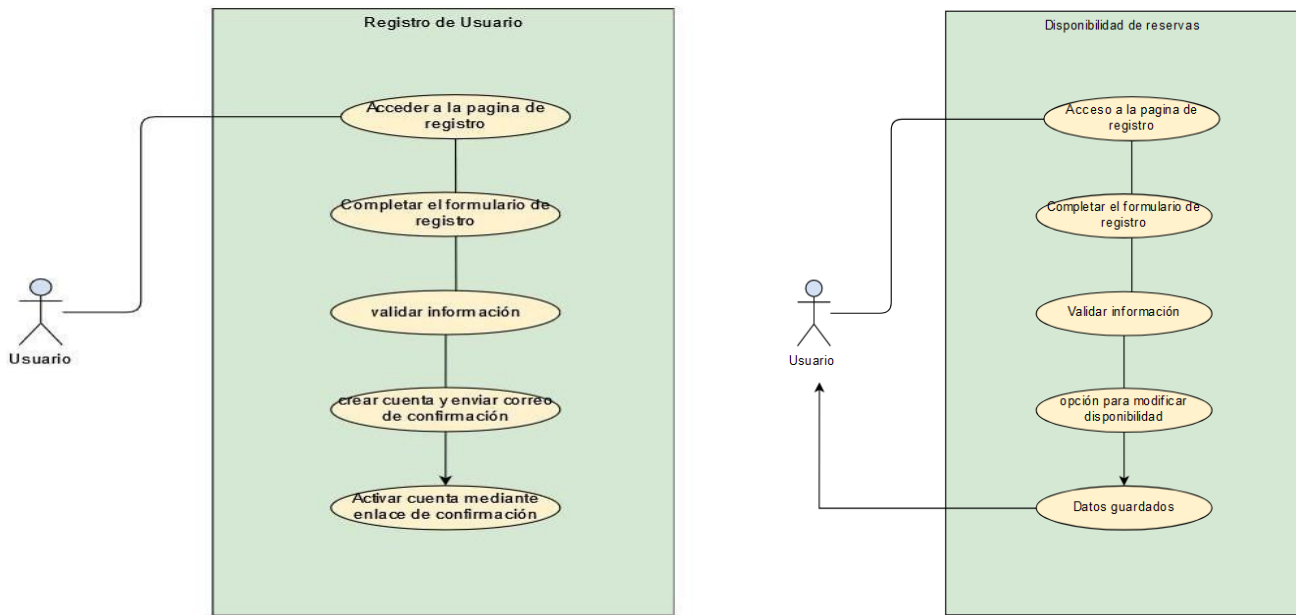 Registro de Usuario
Acceder a la pagina de
registro
Completar el formulario de
registro
validar información
crear cuenta y enviar correo
de confirmación
Activar cuenta mediante
enlace de confirmación
Usuario
Disponibilidad de reservas
Acceso a la pagina de
registro
Completar el formulario de
registro
Validar información
opción para modificar
disponibilidad
Datos guardados
Usuario